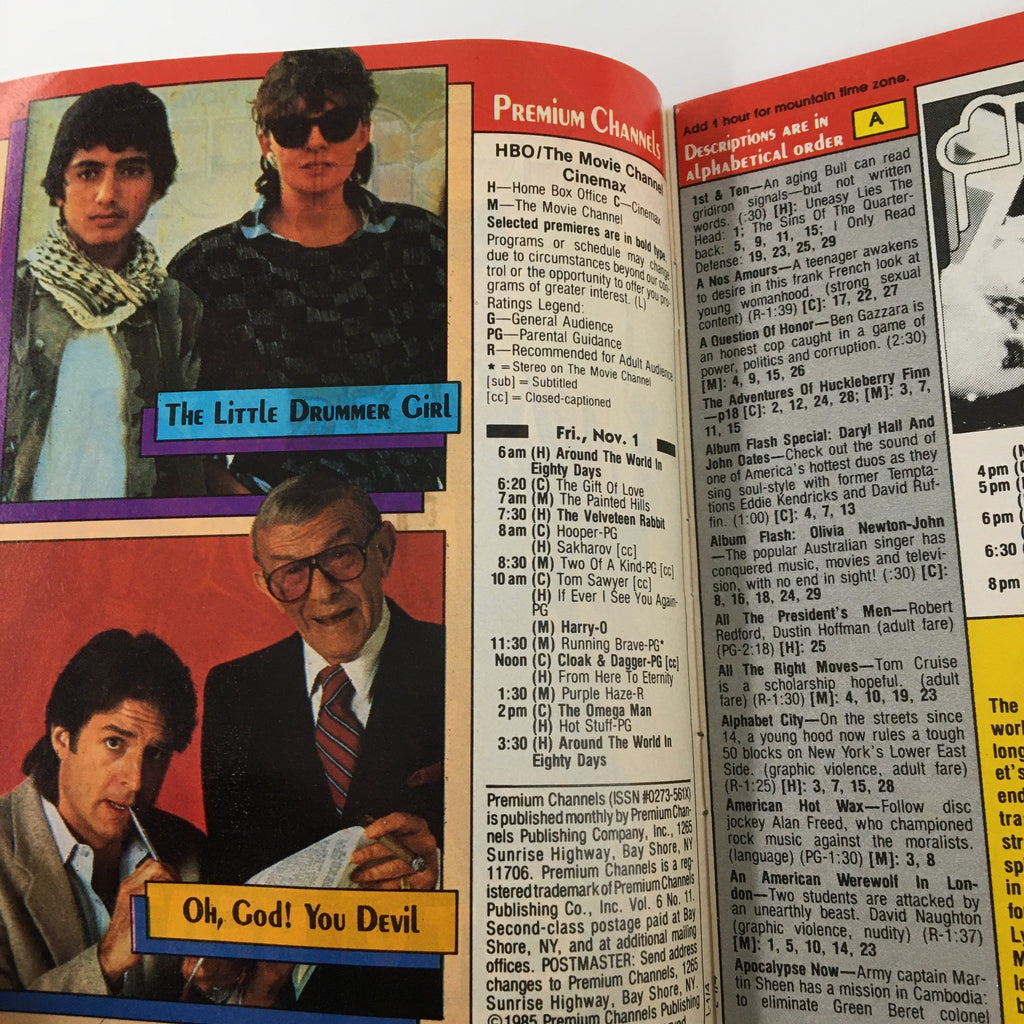 The Little Drummer Girl
Oh, God! You Devil
Premium Channels
HBO/The Movie Channel
Cinemax
H—Home Box Office C—Cinemax
M—The Movie Channel
Selected premieres are in bold type.
Programs or schedule may change
due to circumstances beyond our con-
trol or the opportunity to offer you pro-
grams of greater interest. (L)
Ratings Legend:
G—General Audience
PG—Parental Guidance
R—Recommended for Adult Audience
* = Stereo on The Movie Channel
[sub] = Subtitled
[cc] = Closed-captioned
Fri., Nov. 1
6am (H) Around The World In
Eighty Days
6:20 (C) The Gift Of Love
7am (M) The Painted Hills
7:30 (H) The Velveteen Rabbit
8am (C) Hooper-PG
(H) Sakharov [cc]
8:30 (M) Two Of A Kind-PG [cc]
10am (C) Tom Sawyer [cc]
(H) If Ever I See You Again-
PG
(M) Harry-O
11:30 (M) Running Brave-PG*
Noon (C) Cloak & Dagger-PG [cc]
(H) From Here To Eternity
1:30 (M) Purple Haze-R
2pm (C) The Omega Man
(H) Hot Stuff-PG
3:30 (H) Around The World In
Eighty Days
Premium Channels (ISSN #0273-561X)
is published monthly by Premium Chan-
nels Publishing Company, Inc., 1265
Sunrise Highway, Bay Shore, NY
11706. Premium Channels is a reg-
istered trademark of Premium Channels
Publishing Co., Inc. Vol. 6 No. 11.
Second-class postage paid at Bay
Shore, NY, and at additional mailing
offices. POSTMASTER: Send address
changes to Premium Channels, 1265
Sunrise Highway, Bay Shore, NY
©1985 Premium Channels Publishing
Add 1 hour for mountain time zone.
Descriptions are in
alphabetical order
A
1st & Ten—An aging Bull can read
gridiron signals—but not written
words. (:30) [H]: Uneasy Lies The
Head: 1; The Sins Of The Quarter-
back: 5, 9, 11, 15; I Only Read
Defense: 19, 23, 25, 29
A Nos Amours—A teenager awakens
to desire in this frank French look at
young womanhood. (strong sexual
content) (R-1:39) [C]: 17, 22, 27
A Question Of Honor—Ben Gazzara is
an honest cop caught in a game of
power, politics and corruption. (2:30)
[M]: 4, 9, 15, 26
The Adventures Of Huckleberry Finn
—p18 [C]: 2, 12, 24, 28; [M]: 3, 7,
11, 15
Album Flash Special: Daryl Hall And
John Oates—Check out the sound of
one of America's hottest duos as they
sing soul-style with former Tempta-
tions Eddie Kendricks and David Ruf-
fin. (1:00) [C]: 4, 7, 13
Album Flash: Olivia Newton-John
—The popular Australian singer has
conquered music, movies and televi-
sion, with no end in sight! (:30) [C]:
8, 16, 18, 24, 29
All The President's Men—Robert
Redford, Dustin Hoffman (adult fare)
(PG-2:18) [H]: 25
All The Right Moves—Tom Cruise
is a scholarship hopeful. (adult
fare) (R-1:30) [M]: 4, 10, 19, 23
Alphabet City—On the streets since
14, a young hood now rules a tough
50 blocks on New York's Lower East
Side. (graphic violence, adult fare)
(R-1:25) [H]: 3, 7, 15, 28
American Hot Wax—Follow disc
jockey Alan Freed, who championed
rock music against the moralists.
(language) (PG-1:30) [M]: 3, 8
An American Werewolf In Lon-
don—Two students are attacked by
an unearthly beast. David Naughton
(graphic violence, nudity) (R-1:37)
[M]: 1, 5, 10, 14, 23
Apocalypse Now—Army captain Mar-
tin Sheen has a mission in Cambodia:
to eliminate Green Beret colonel
4pm
5pm
6pm
6:30
8pm
The